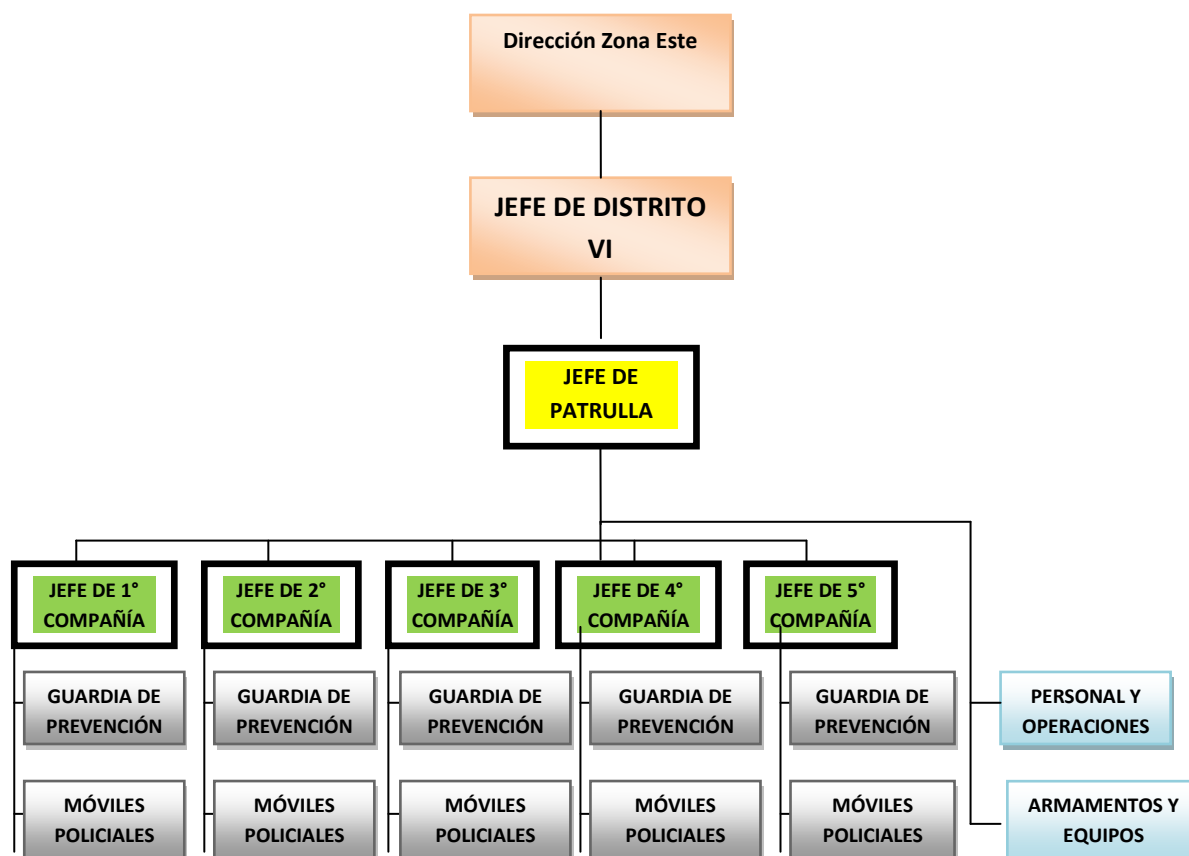 Dirección Zona Este
JEFE DE DISTRITO
VI
JEFE DE
PATRULLA
JEFE DE 1°
COMPAÑÍA
JEFE DE 2°
COMPAÑÍA
JEFE DE 3°
COMPAÑÍA
JEFE DE 4°
COMPAÑÍA
JEFE DE 5°
COMPAÑÍA
GUARDIA DE
PREVENCIÓN
GUARDIA DE
PREVENCIÓN
GUARDIA DE
PREVENCIÓN
GUARDIA DE
PREVENCIÓN
GUARDIA DE
PREVENCIÓN
PERSONAL Y
OPERACIONES
MÓVILES
POLICIALES
MÓVILES
POLICIALES
MÓVILES
POLICIALES
MÓVILES
POLICIALES
MÓVILES
POLICIALES
ARMAMENTOS Y
EQUIPOS